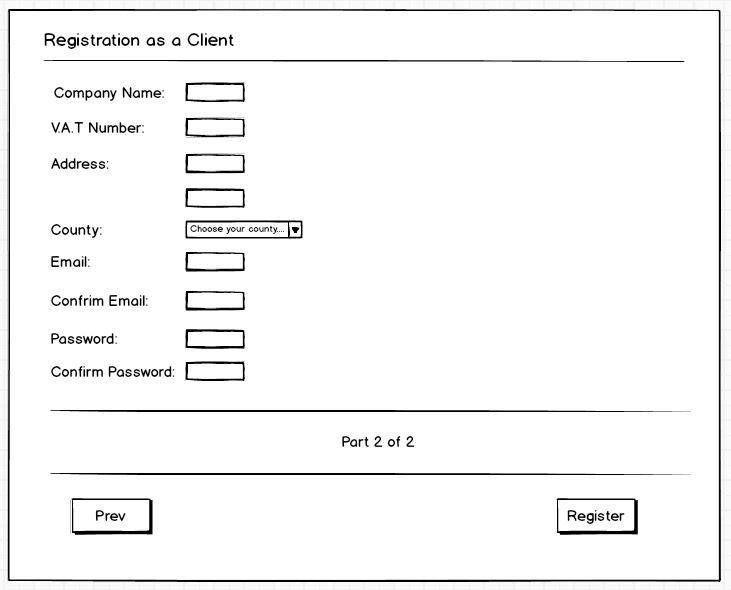 Registration as a Client
Company Name:
V.A.T Number:
Address:
County: Choose your county....
Email:
Confrim Email:
Password:
Confirm Password:
Part 2 of 2
Prev Register